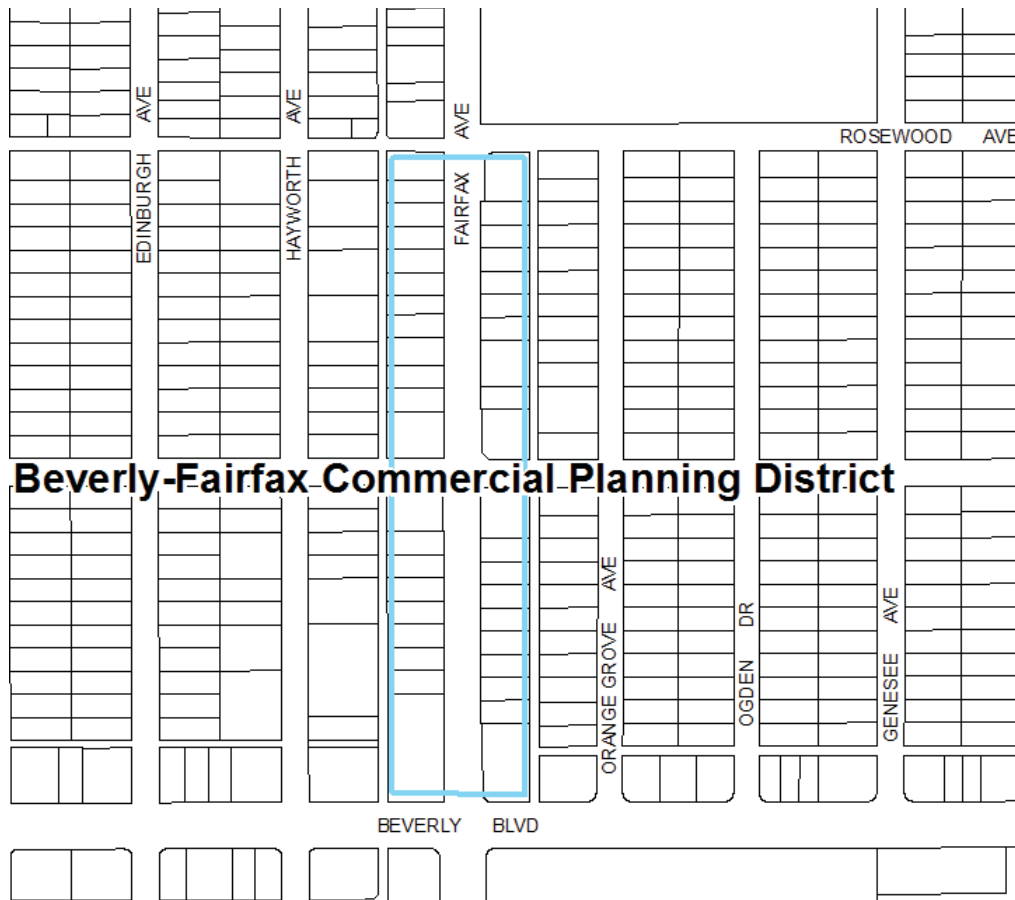 AVE
AVE
AVE
ROSEWOOD AVE
EDINBURGH
HAYWORTH
FAIRFAX
Beverly-Fairfax Commercial Planning District
ORANGE GROVE AVE
OGDEN DR
GENESEE AVE
BEVERLY BLVD